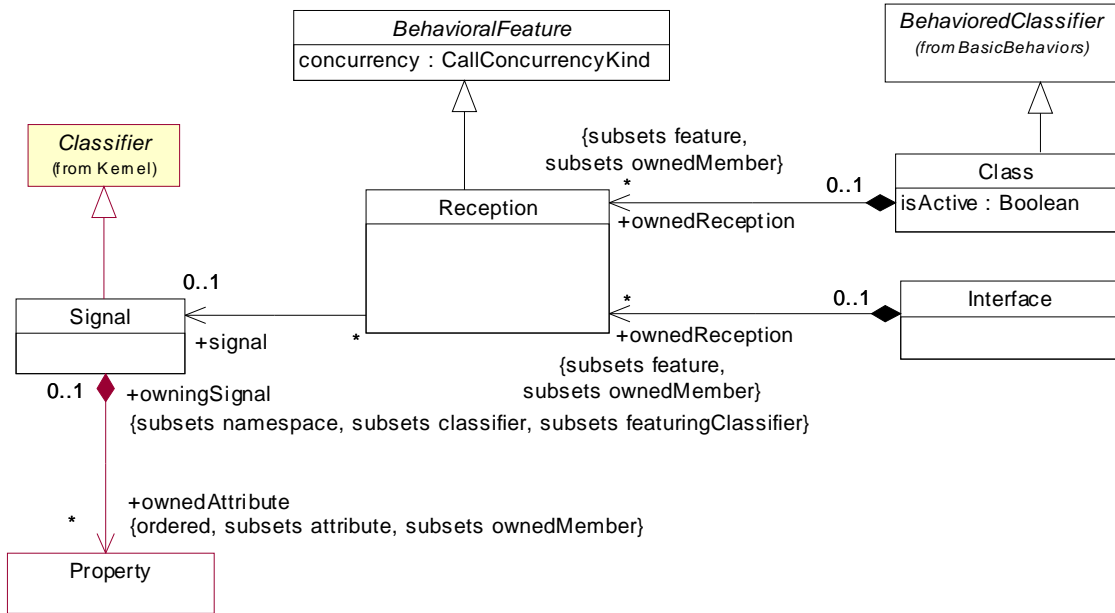 BehavioralFeature
concurrency : CallConcurrencyKind
BehavioredClassifier
(from BasicBehaviors)
Classifier
(from Kernel)
{subsets feature,
subsets ownedMember}
*
0..1
Class
isActive : Boolean
Reception
+ownedReception
0..1
Signal
+signal
*
*
0..1
Interface
+ownedReception
{subsets feature,
subsets ownedMember}
0..1
+owningSignal
{subsets namespace, subsets classifier, subsets featuringClassifier}
+ownedAttribute
*
{ordered, subsets attribute, subsets ownedMember}
Property